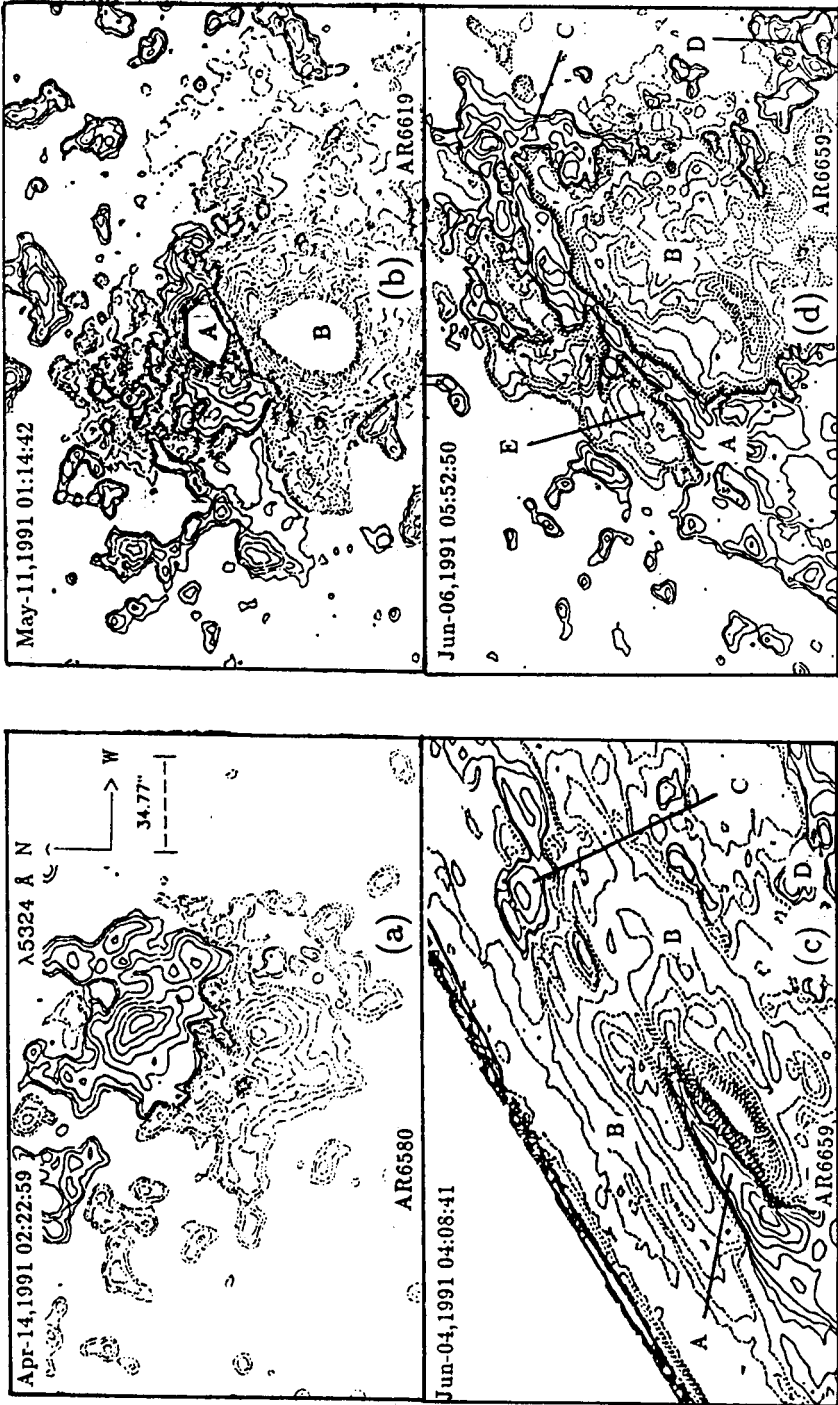 Apr-14,1991 02:22:59
λ5324 Å
N
W
34.77"
AR6580
(a)
May-11,1991 01:14:42
A
B
AR6619
(b)
Jun-04,1991 04:08:41
A
B
B
C
D
AR6659
(c)
Jun-06,1991 05:52:50
E
A
B
C
D
AR6659
(d)